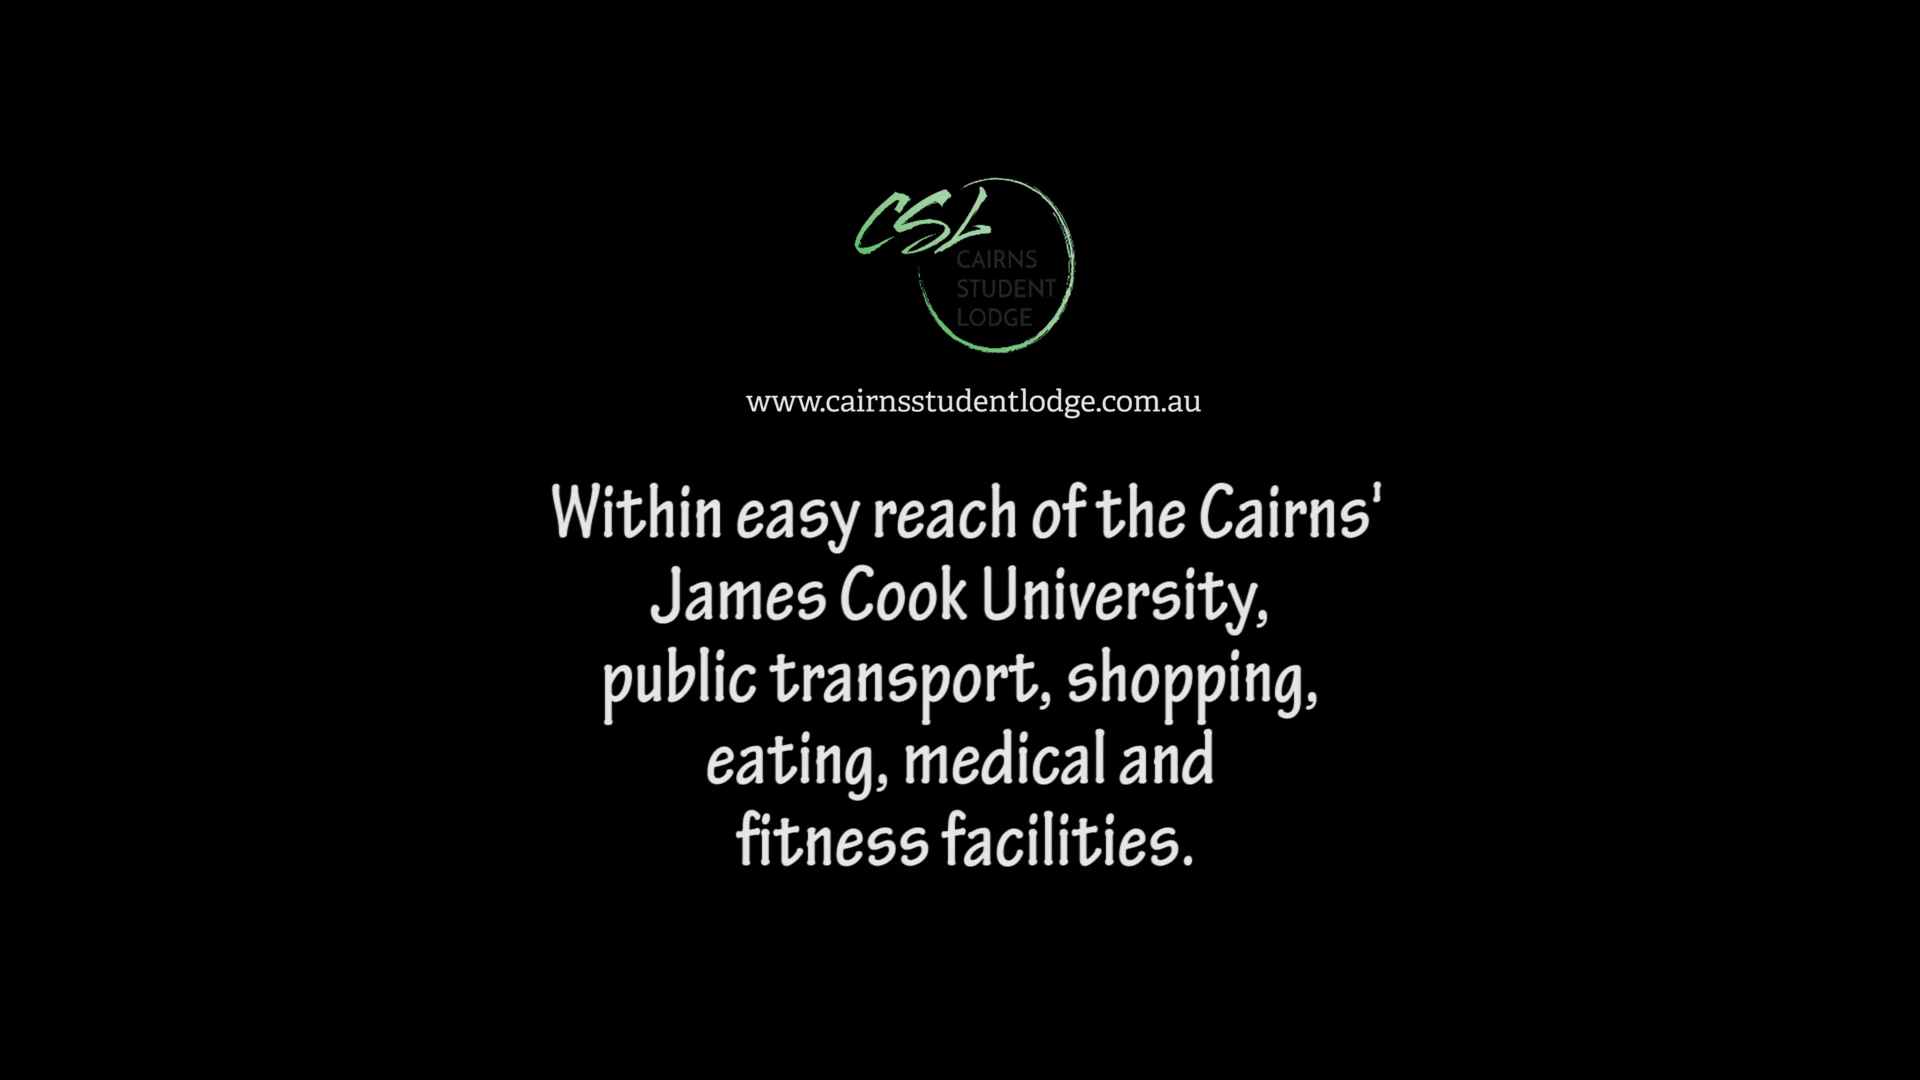 CSL
CAIRNS
STUDENT
LODGE
www.cairnsstudentlodge.com.au
Within easy reach of the Cairns'
James Cook University,
public transport, shopping,
eating, medical and
fitness facilities.